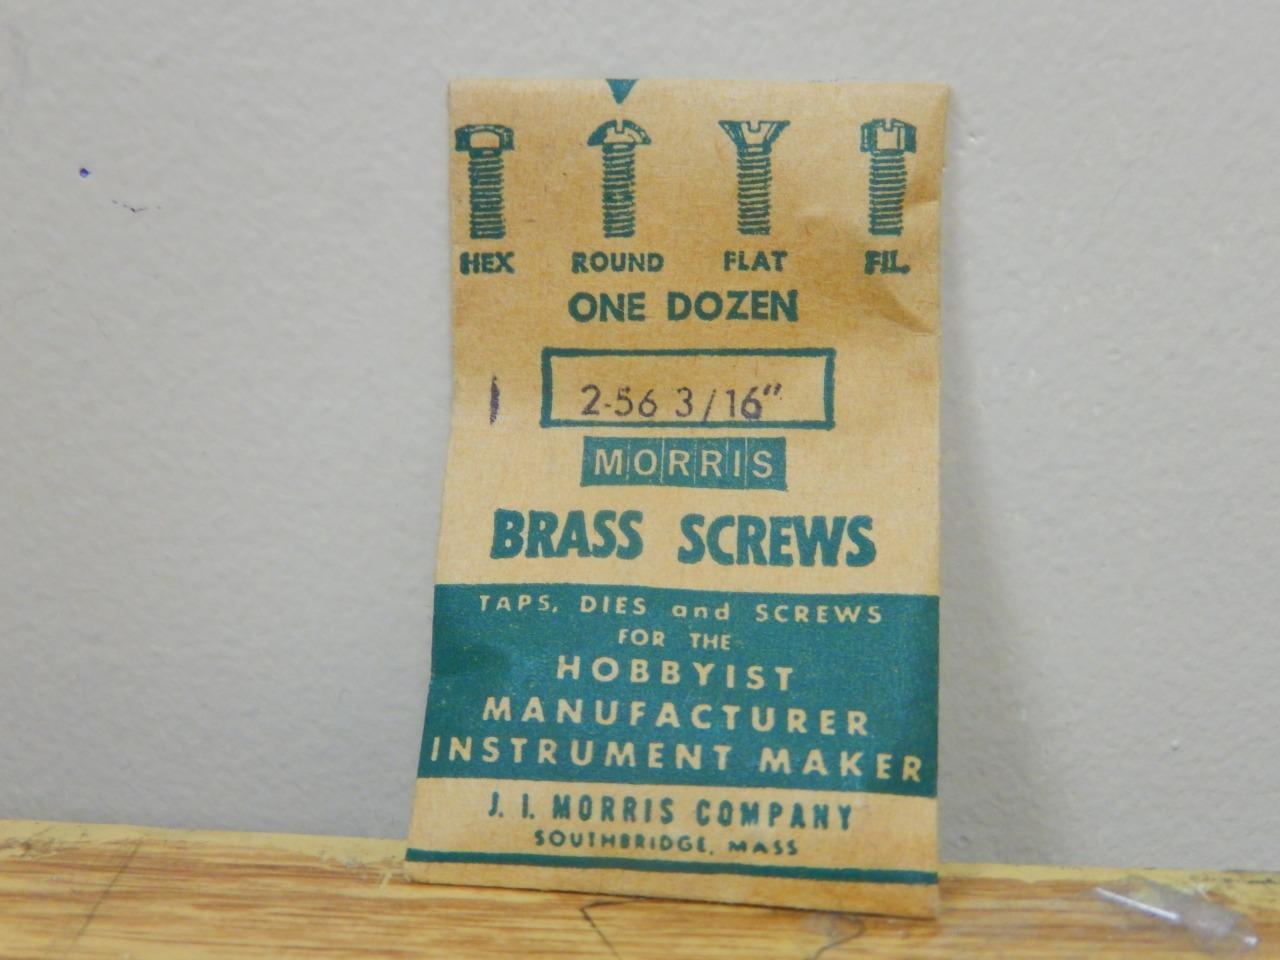 HEX ROUND FLAT FIL.
ONE DOZEN
2-56 3/16"
MORRIS
BRASS SCREWS
TAPS, DIES and SCREWS
FOR THE
HOBBYIST
MANUFACTURER
INSTRUMENT MAKER
J. I. MORRIS COMPANY
SOUTHBRIDGE, MASS